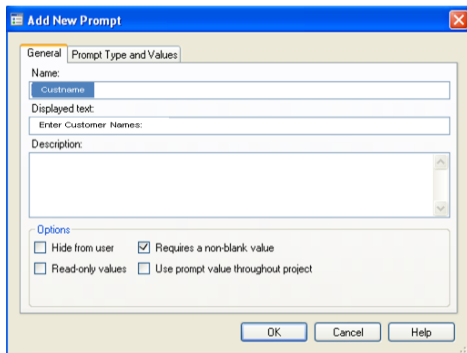 Add New Prompt
General Prompt Type and Values
Name:
Custname
Displayed text:
Enter Customer Names:
Description:
Options
Hide from user Requires a non-blank value
Read-only values Use prompt value throughout project
OK Cancel Help